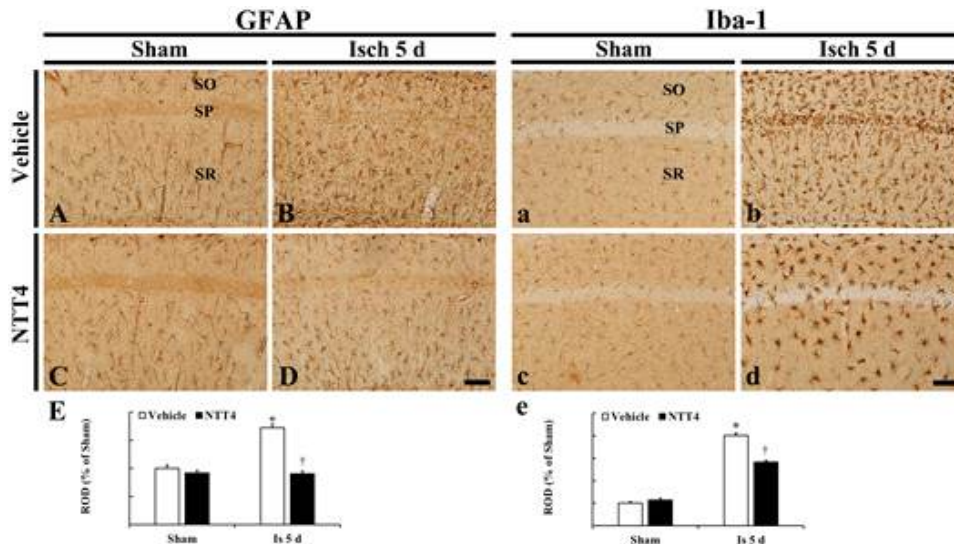 GFAP Iba-1
Sham Isch 5 d Sham Isch 5 d
Vehicle
SO
SP
SR
A B
SO
SP
SR
a b
NTT4
C D c d
E
Vehicle NTT4
ROD (% of Sham)
*
†
Sham Is 5 d
e
Vehicle NTT4
ROD (% of Sham)
*
†
Sham Is 5 d